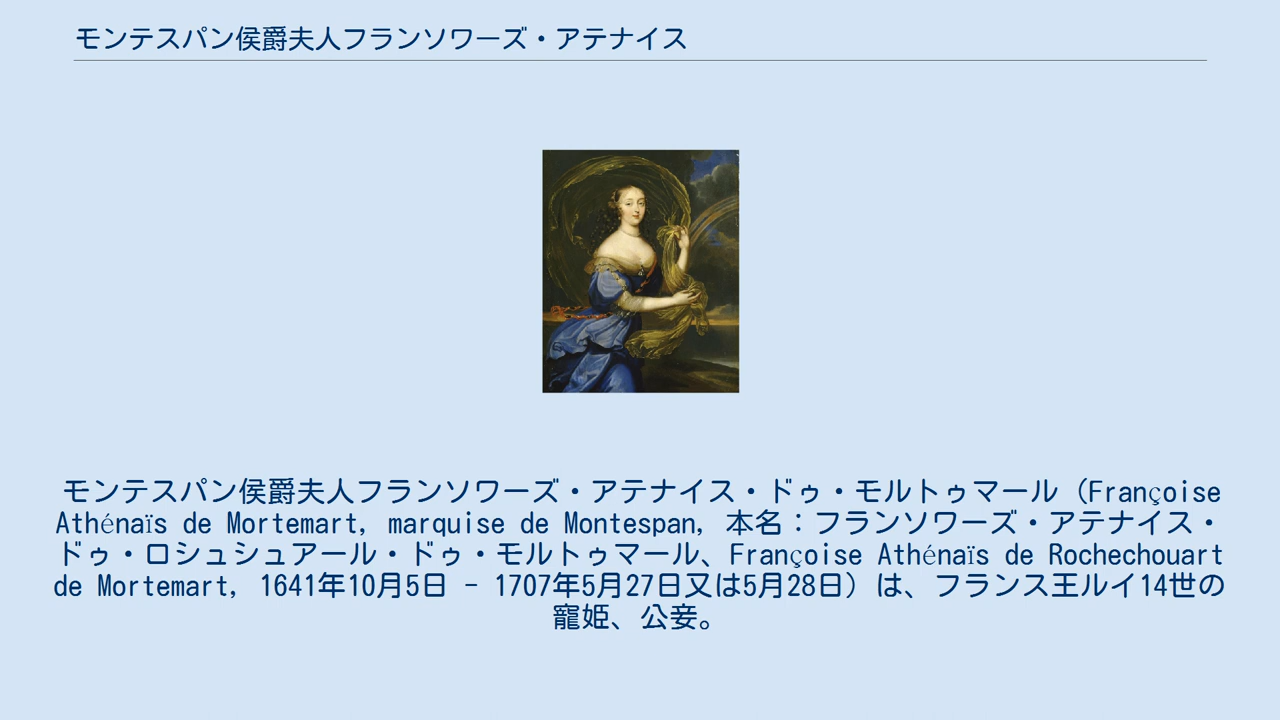 モンテスパン侯爵夫人フランソワーズ・アテナイス
モンテスパン侯爵夫人フランソワーズ・アテナイス・ドゥ・モルトゥマール（Françoise
Athénaïs de Mortemart, marquise de Montespan, 本名：フランソワーズ・アテナイス・
ドゥ・ロシュシュアール・ドゥ・モルトゥマール、Françoise Athénaïs de Rochechouart
de Mortemart, 1641年10月5日 - 1707年5月27日又は5月28日）は、フランス王ルイ14世の
寵姫、公妾。